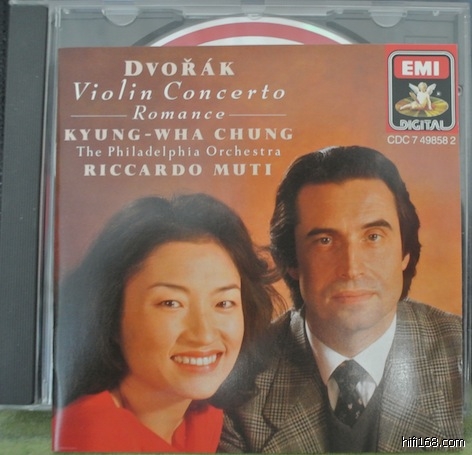 DVOŘÁK
Violin Concerto
Romance
KYUNG-WHA CHUNG
The Philadelphia Orchestra
RICCARDO MUTI
EMI
DIGITAL
CDC 7 49858 2
hifi168.com